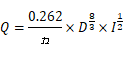 Q = 0.262/n × D^(8/3) × I^(1/2)